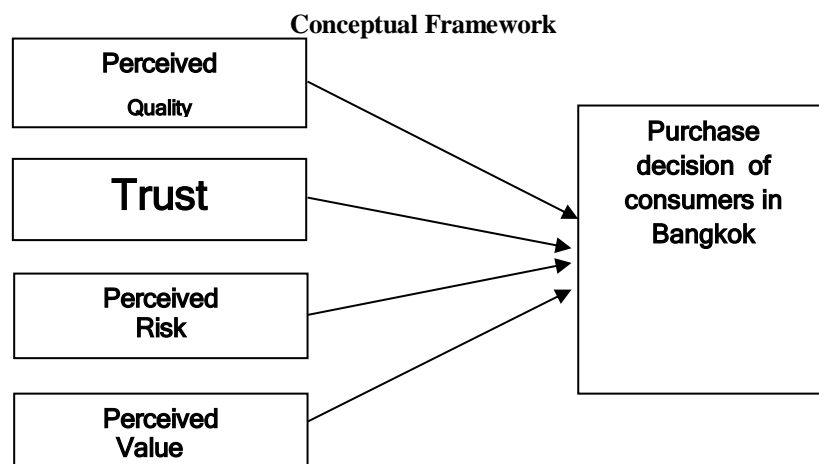 Conceptual Framework
Perceived
Quality
Trust
Perceived
Risk
Perceived
Value
Purchase
decision of
consumers in
Bangkok